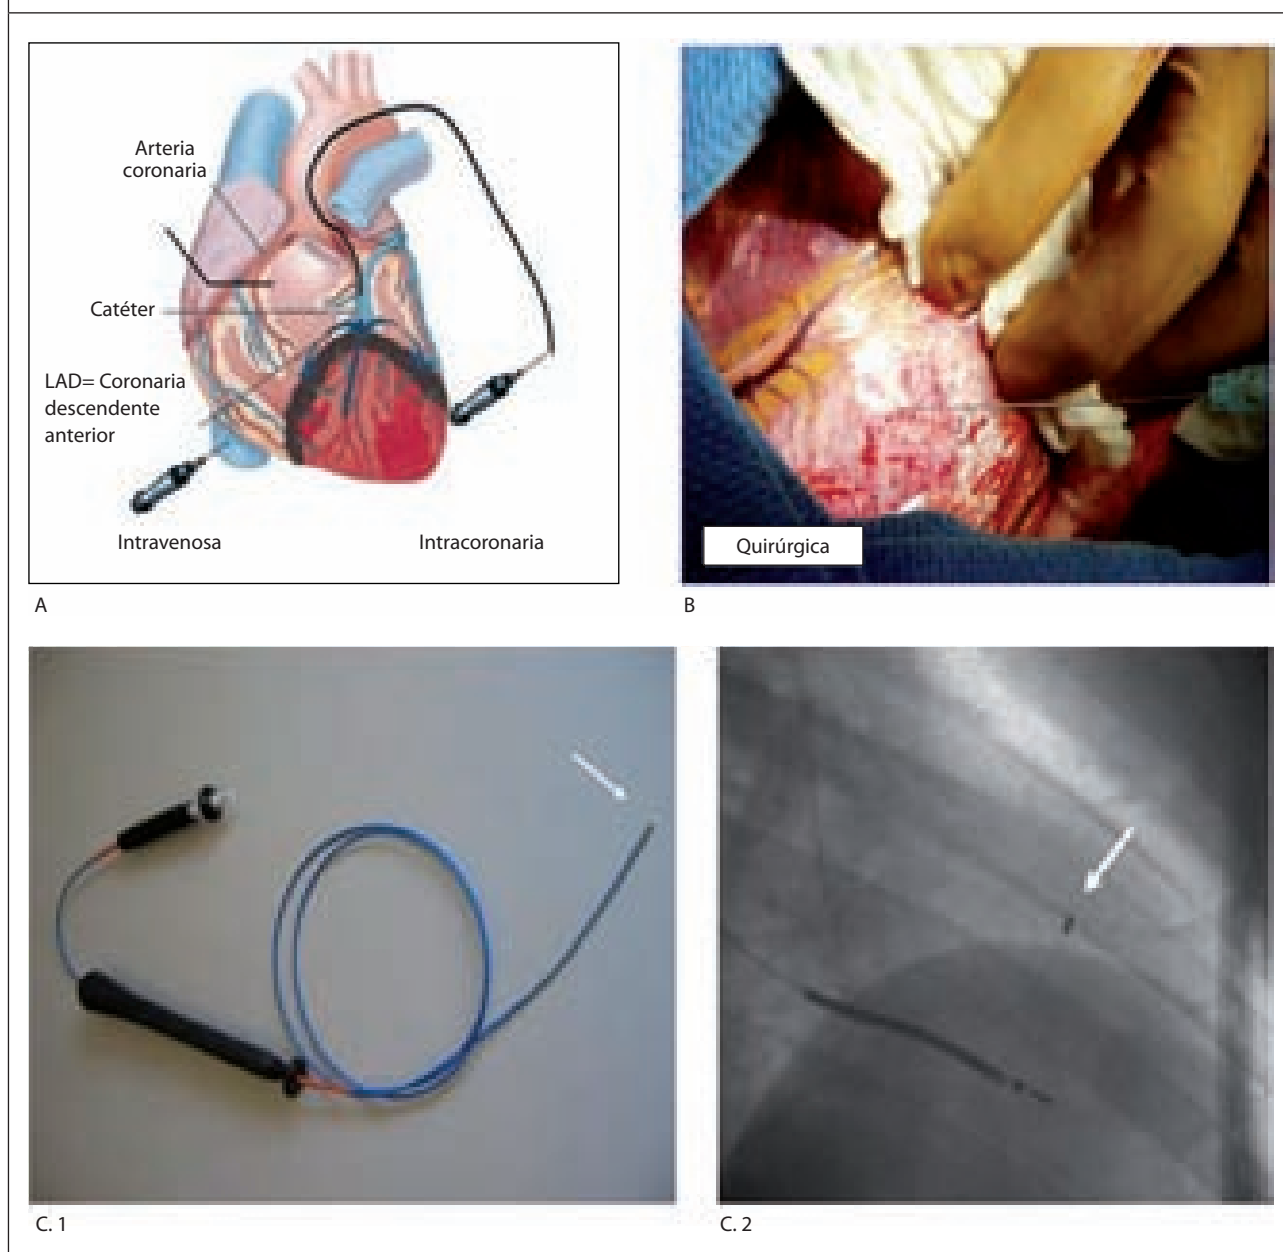 Arteria
coronaria
Catéter
LAD= Coronaria
descendente
anterior
Intravenosa
Intracoronaria
A
Quirúrgica
B
C. 1
C. 2